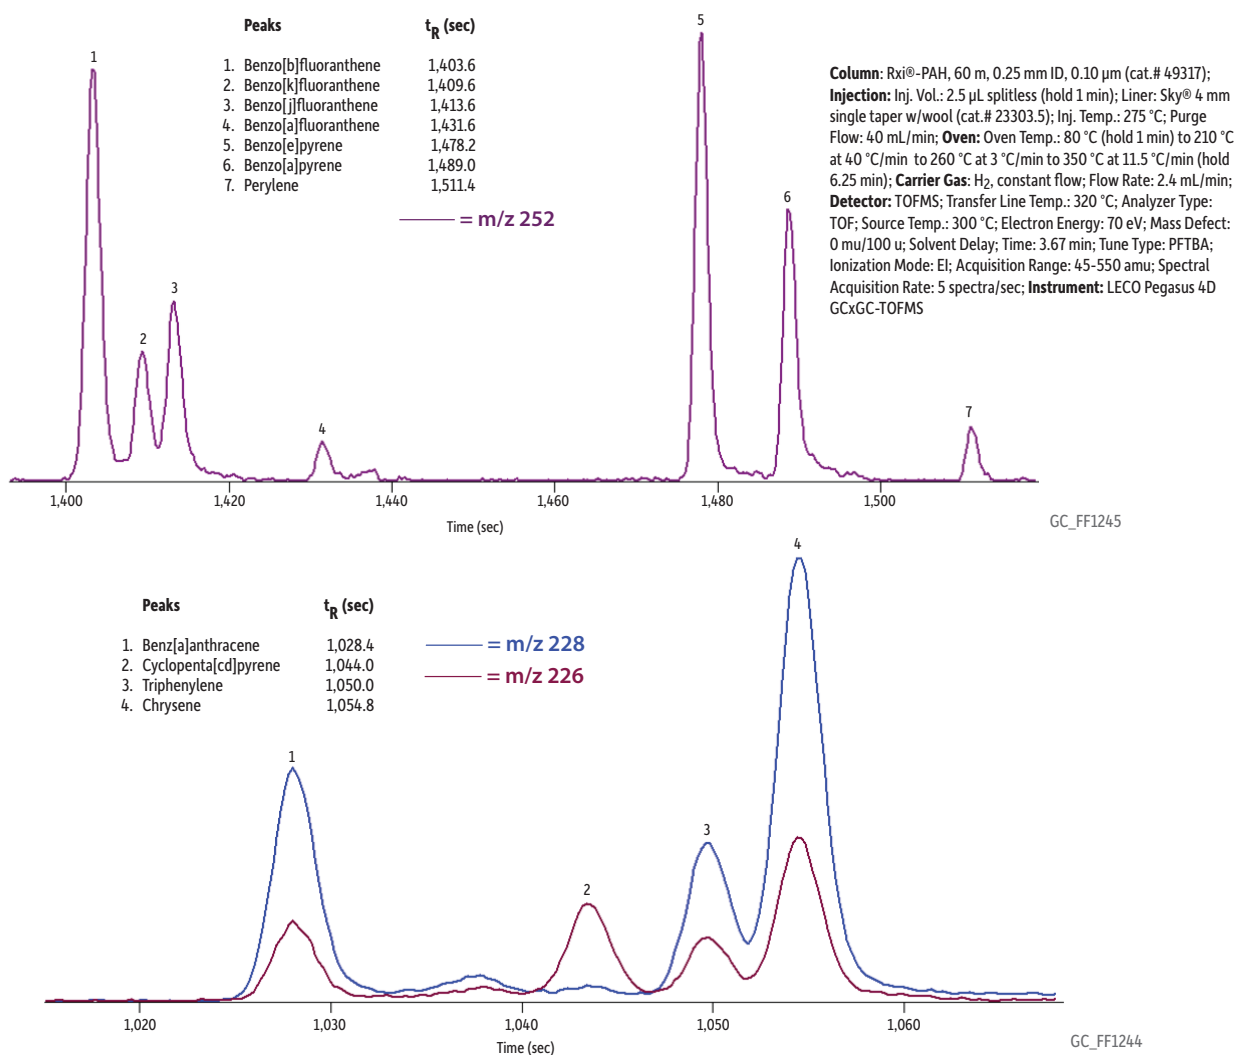 Peaks tR (sec)
1. Benzo[b]fluoranthene 1,403.6
2. Benzo[k]fluoranthene 1,409.6
3. Benzo[j]fluoranthene 1,413.6
4. Benzo[a]fluoranthene 1,431.6
5. Benzo[e]pyrene 1,478.2
6. Benzo[a]pyrene 1,489.0
7. Perylene 1,511.4
= m/z 252
1
2
3
4
5
6
7
Column: Rxi®-PAH, 60 m, 0.25 mm ID, 0.10 µm (cat.# 49317);
Injection: Inj. Vol.: 2.5 µL splitless (hold 1 min); Liner: Sky® 4 mm
single taper w/wool (cat.# 23303.5); Inj. Temp.: 275 °C; Purge
Flow: 40 mL/min; Oven: Oven Temp.: 80 °C (hold 1 min) to 210 °C
at 40 °C/min to 260 °C at 3 °C/min to 350 °C at 11.5 °C/min (hold
6.25 min); Carrier Gas: H2, constant flow; Flow Rate: 2.4 mL/min;
Detector: TOFMS; Transfer Line Temp.: 320 °C; Analyzer Type:
TOF; Source Temp.: 300 °C; Electron Energy: 70 eV; Mass Defect:
0 mu/100 u; Solvent Delay; Time: 3.67 min; Tune Type: PFTBA;
Ionization Mode: EI; Acquisition Range: 45-550 amu; Spectral
Acquisition Rate: 5 spectra/sec; Instrument: LECO Pegasus 4D
GCxGC-TOFMS
1,400 1,420 1,440 1,460 1,480 1,500
Time (sec)
GC_FF1245
Peaks tR (sec)
1. Benz[a]anthracene 1,028.4
2. Cyclopenta[cd]pyrene 1,044.0
3. Triphenylene 1,050.0
4. Chrysene 1,054.8
= m/z 228
= m/z 226
1
2
3
4
1,020 1,030 1,040 1,050 1,060
Time (sec)
GC_FF1244